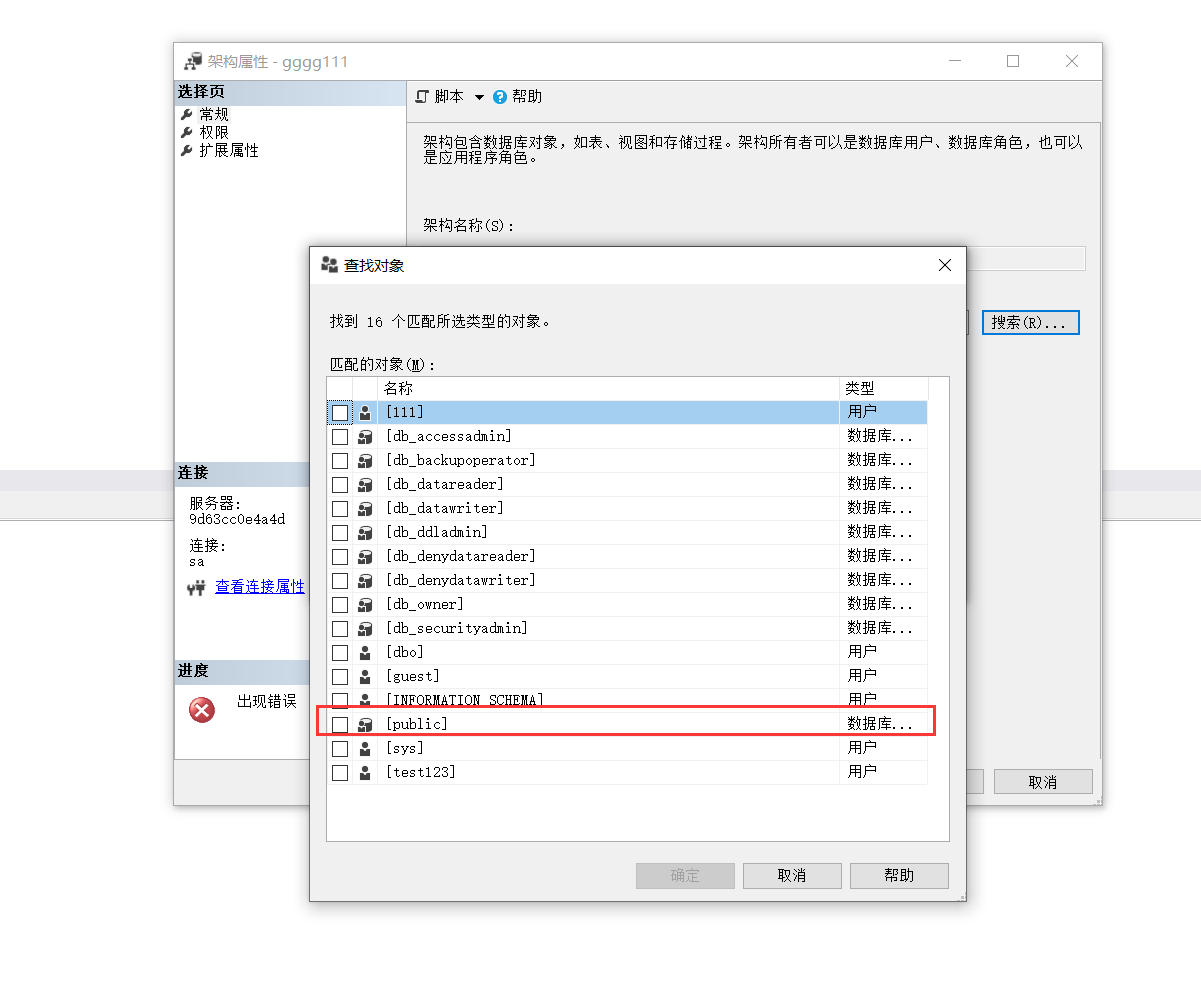 架构属性 - gggg111
选择页
常规
权限
扩展属性
脚本 帮助
架构包含数据库对象，如表、视图和存储过程。架构所有者可以是数据库用户、数据库角色，也可以
是应用程序角色。
架构名称(S)：
搜索(R)...
查找对象
找到 16 个匹配所选类型的对象。
匹配的对象(M)：
名称 类型
[111] 用户
[db_accessadmin] 数据库...
[db_backupoperator] 数据库...
[db_datareader] 数据库...
[db_datawriter] 数据库...
[db_ddladmin] 数据库...
[db_denydatareader] 数据库...
[db_denydatawriter] 数据库...
[db_owner] 数据库...
[db_securityadmin] 数据库...
[dbo] 用户
[guest] 用户
[INFORMATION_SCHEMA] 用户
[public] 数据库...
[sys] 用户
[test123] 用户
确定 取消 帮助
连接
服务器:
9d63cc0e4a4d
连接:
sa
查看连接属性
进度
出现错误
取消